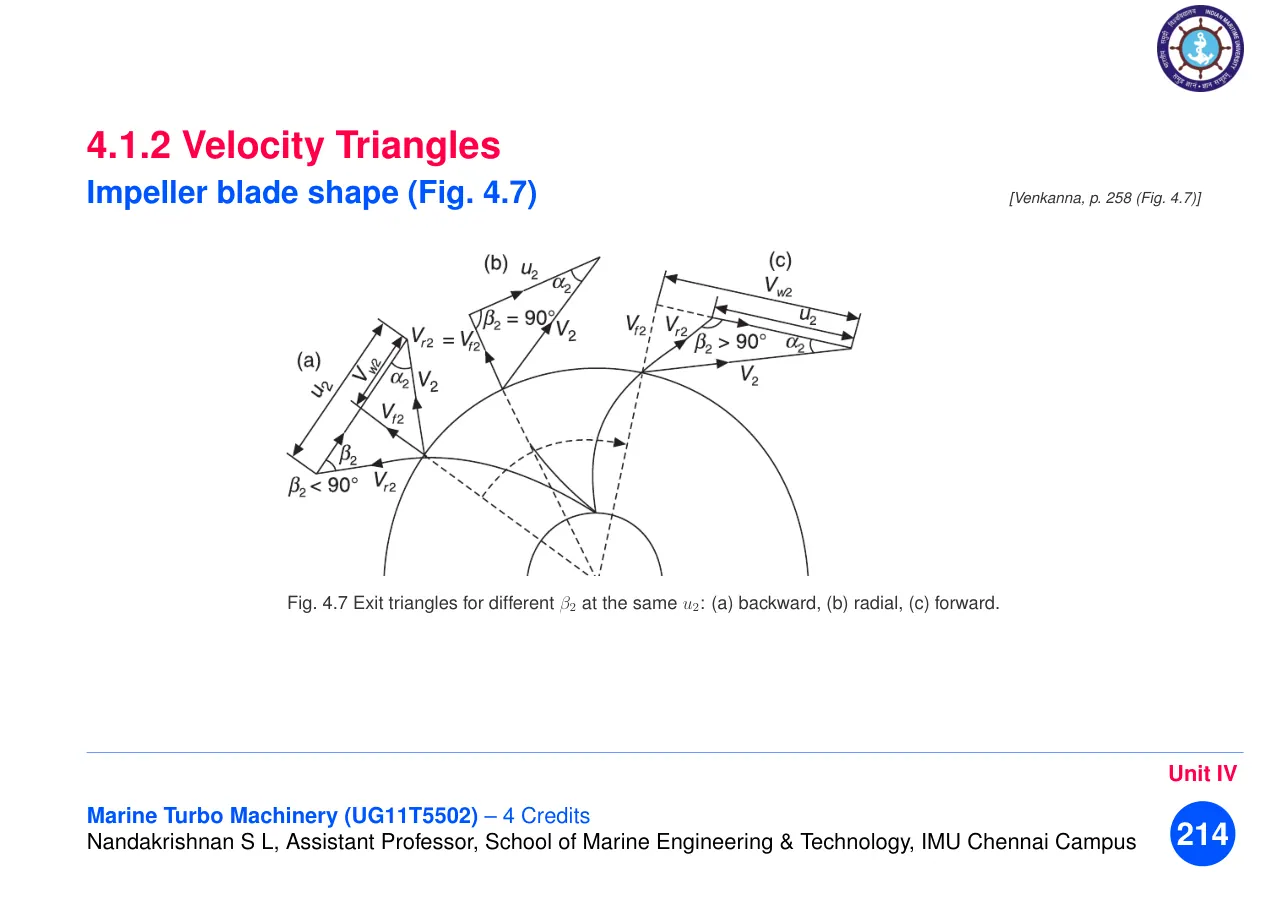 INDIAN MARITIME UNIVERSITY
4.1.2 Velocity Triangles
Impeller blade shape (Fig. 4.7)
[Venkanna, p. 258 (Fig. 4.7)]
(a)
u2
Vw2
α2
V2
Vf2
β2
β2 < 90°
Vr2
(b)
u2
α2
β2 = 90°
Vr2 = Vf2
V2
(c)
Vw2
u2
Vf2
Vr2
β2 > 90°
α2
V2
Fig. 4.7 Exit triangles for different β2 at the same u2: (a) backward, (b) radial, (c) forward.
Unit IV
Marine Turbo Machinery (UG11T5502) – 4 Credits
Nandakrishnan S L, Assistant Professor, School of Marine Engineering & Technology, IMU Chennai Campus
214